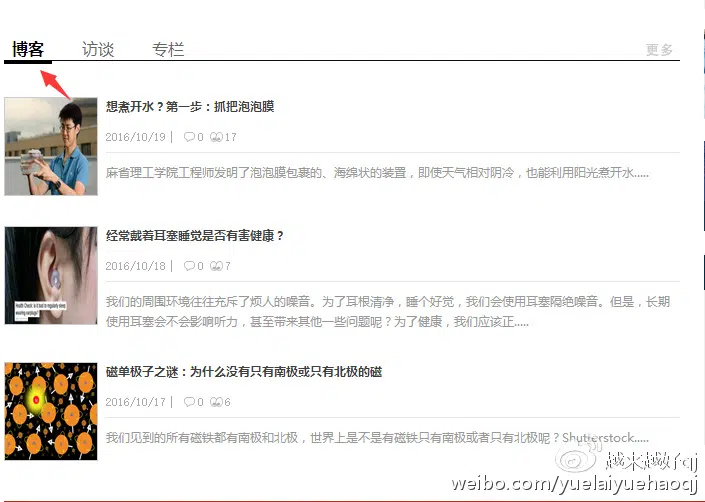 博客 访谈 专栏 更多
想煮开水？第一步：抓把泡泡膜
2016/10/19 | 0 17
麻省理工学院工程师发明了泡泡膜包裹的、海绵状的装置，即使天气相对阴冷，也能利用阳光煮开水.....
经常戴着耳塞睡觉是否有害健康？
2016/10/18 | 0 7
Health Check: is it bad to regularly sleep
wearing earplugs?
我们的周围环境往往充斥了烦人的噪音。为了耳根清净，睡个好觉，我们会使用耳塞隔绝噪音。但是，长期
使用耳塞会不会影响听力，甚至带来其他一些问题呢？为了健康，我们应该正.....
磁单极子之谜：为什么没有只有南极或只有北极的磁
2016/10/17 | 0 6
我们见到的所有磁铁都有南极和北极，世界上是不是有磁铁只有南极或者只有北极呢？Shutterstock.....
越来越好qj
weibo.com/yuelaiyuehaoqj